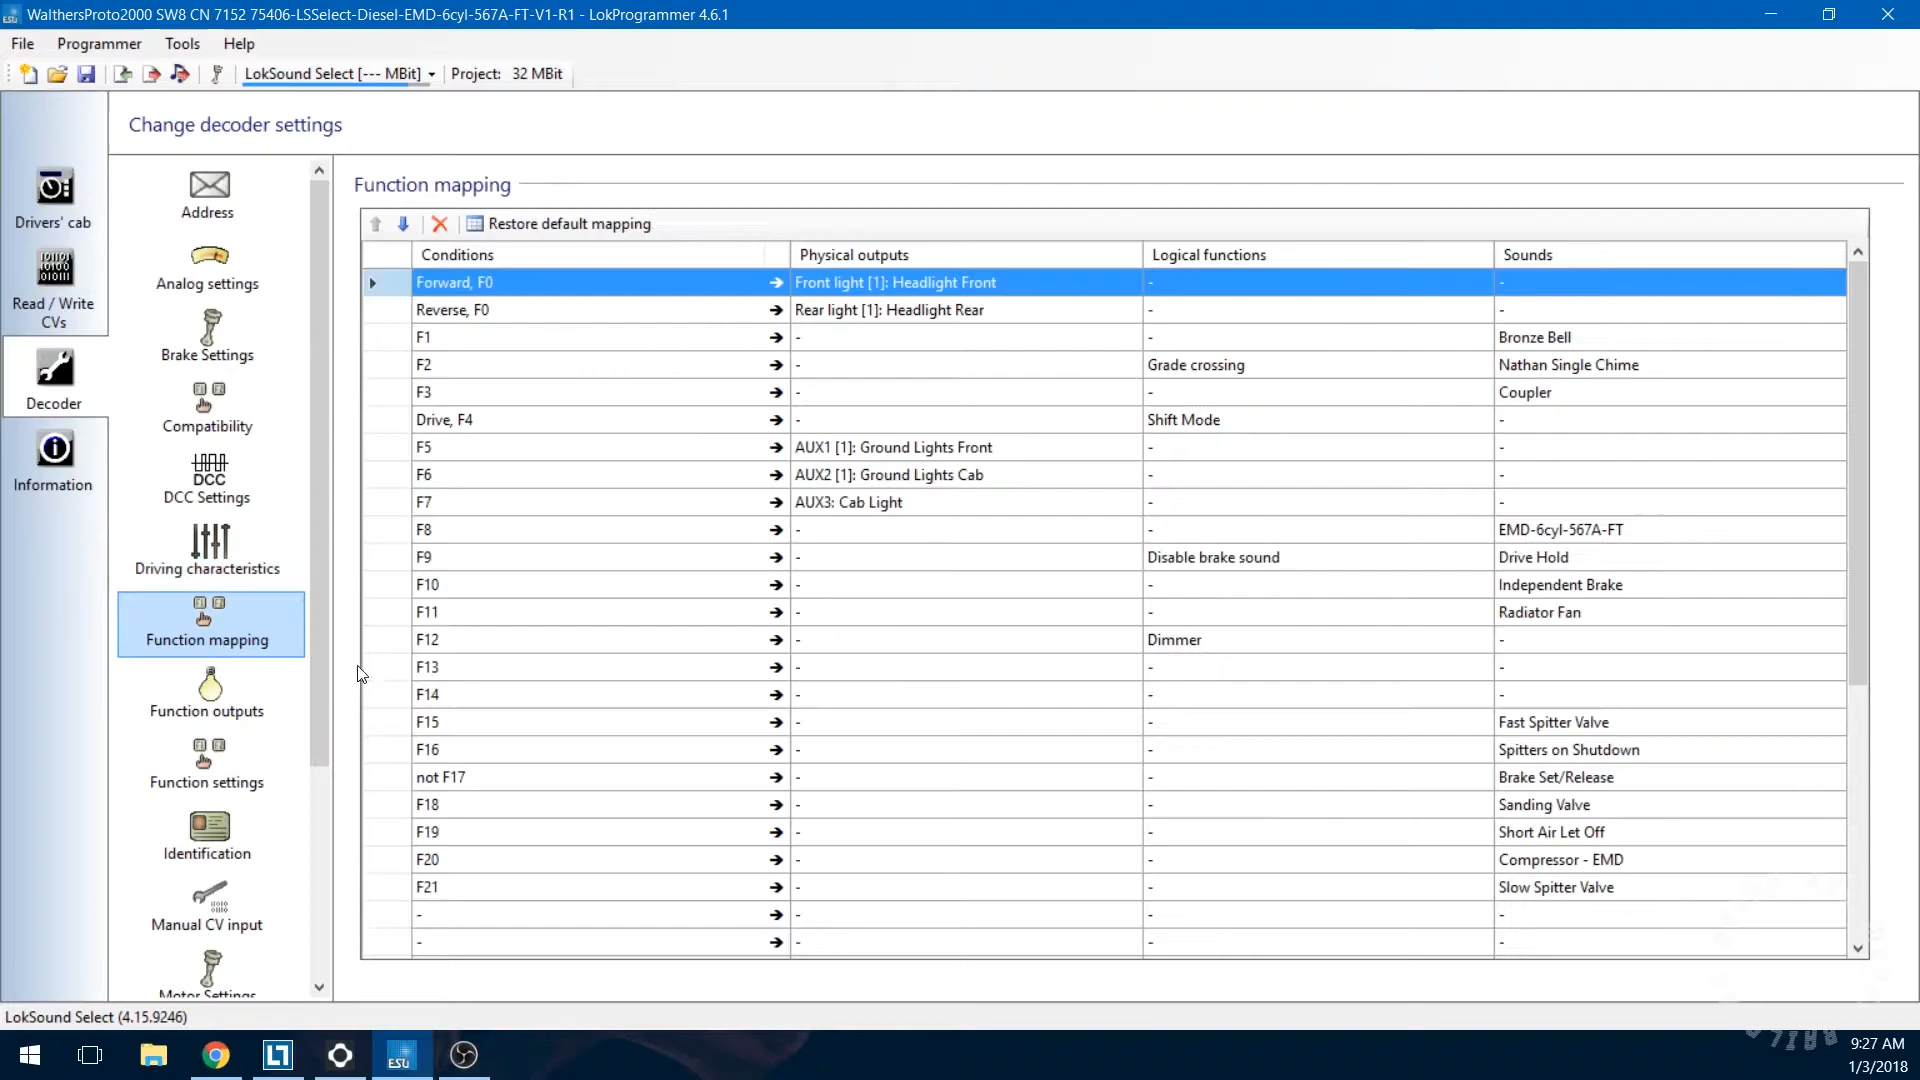 WalthersProto2000 SW8 CN 7152 75406-LSSelect-Diesel-EMD-6cyl-567A-FT-V1-R1 - LokProgrammer 4.6.1
File Programmer Tools Help
LokSound Select [--- MBit] Project: 32 MBit
Change decoder settings
Drivers' cab
Read / Write
CVs
Decoder
Information
Address
Analog settings
Brake Settings
Compatibility
DCC
DCC Settings
Driving characteristics
Function mapping
Function outputs
Function settings
Identification
Manual CV input
Motor Settings
Function mapping
Restore default mapping
Conditions Physical outputs Logical functions Sounds
Forward, F0 Front light [1]: Headlight Front - -
Reverse, F0 Rear light [1]: Headlight Rear - -
F1 - - Bronze Bell
F2 - Grade crossing Nathan Single Chime
F3 - - Coupler
Drive, F4 - Shift Mode -
F5 AUX1 [1]: Ground Lights Front - -
F6 AUX2 [1]: Ground Lights Cab - -
F7 AUX3: Cab Light - -
F8 - - EMD-6cyl-567A-FT
F9 - Disable brake sound Drive Hold
F10 - - Independent Brake
F11 - - Radiator Fan
F12 - Dimmer -
F13 - - -
F14 - - -
F15 - - Fast Spitter Valve
F16 - - Spitters on Shutdown
not F17 - - Brake Set/Release
F18 - - Sanding Valve
F19 - - Short Air Let Off
F20 - - Compressor - EMD
F21 - - Slow Spitter Valve
- - - -
- - - -
LokSound Select (4.15.9246)
ESU
9:27 AM
1/3/2018